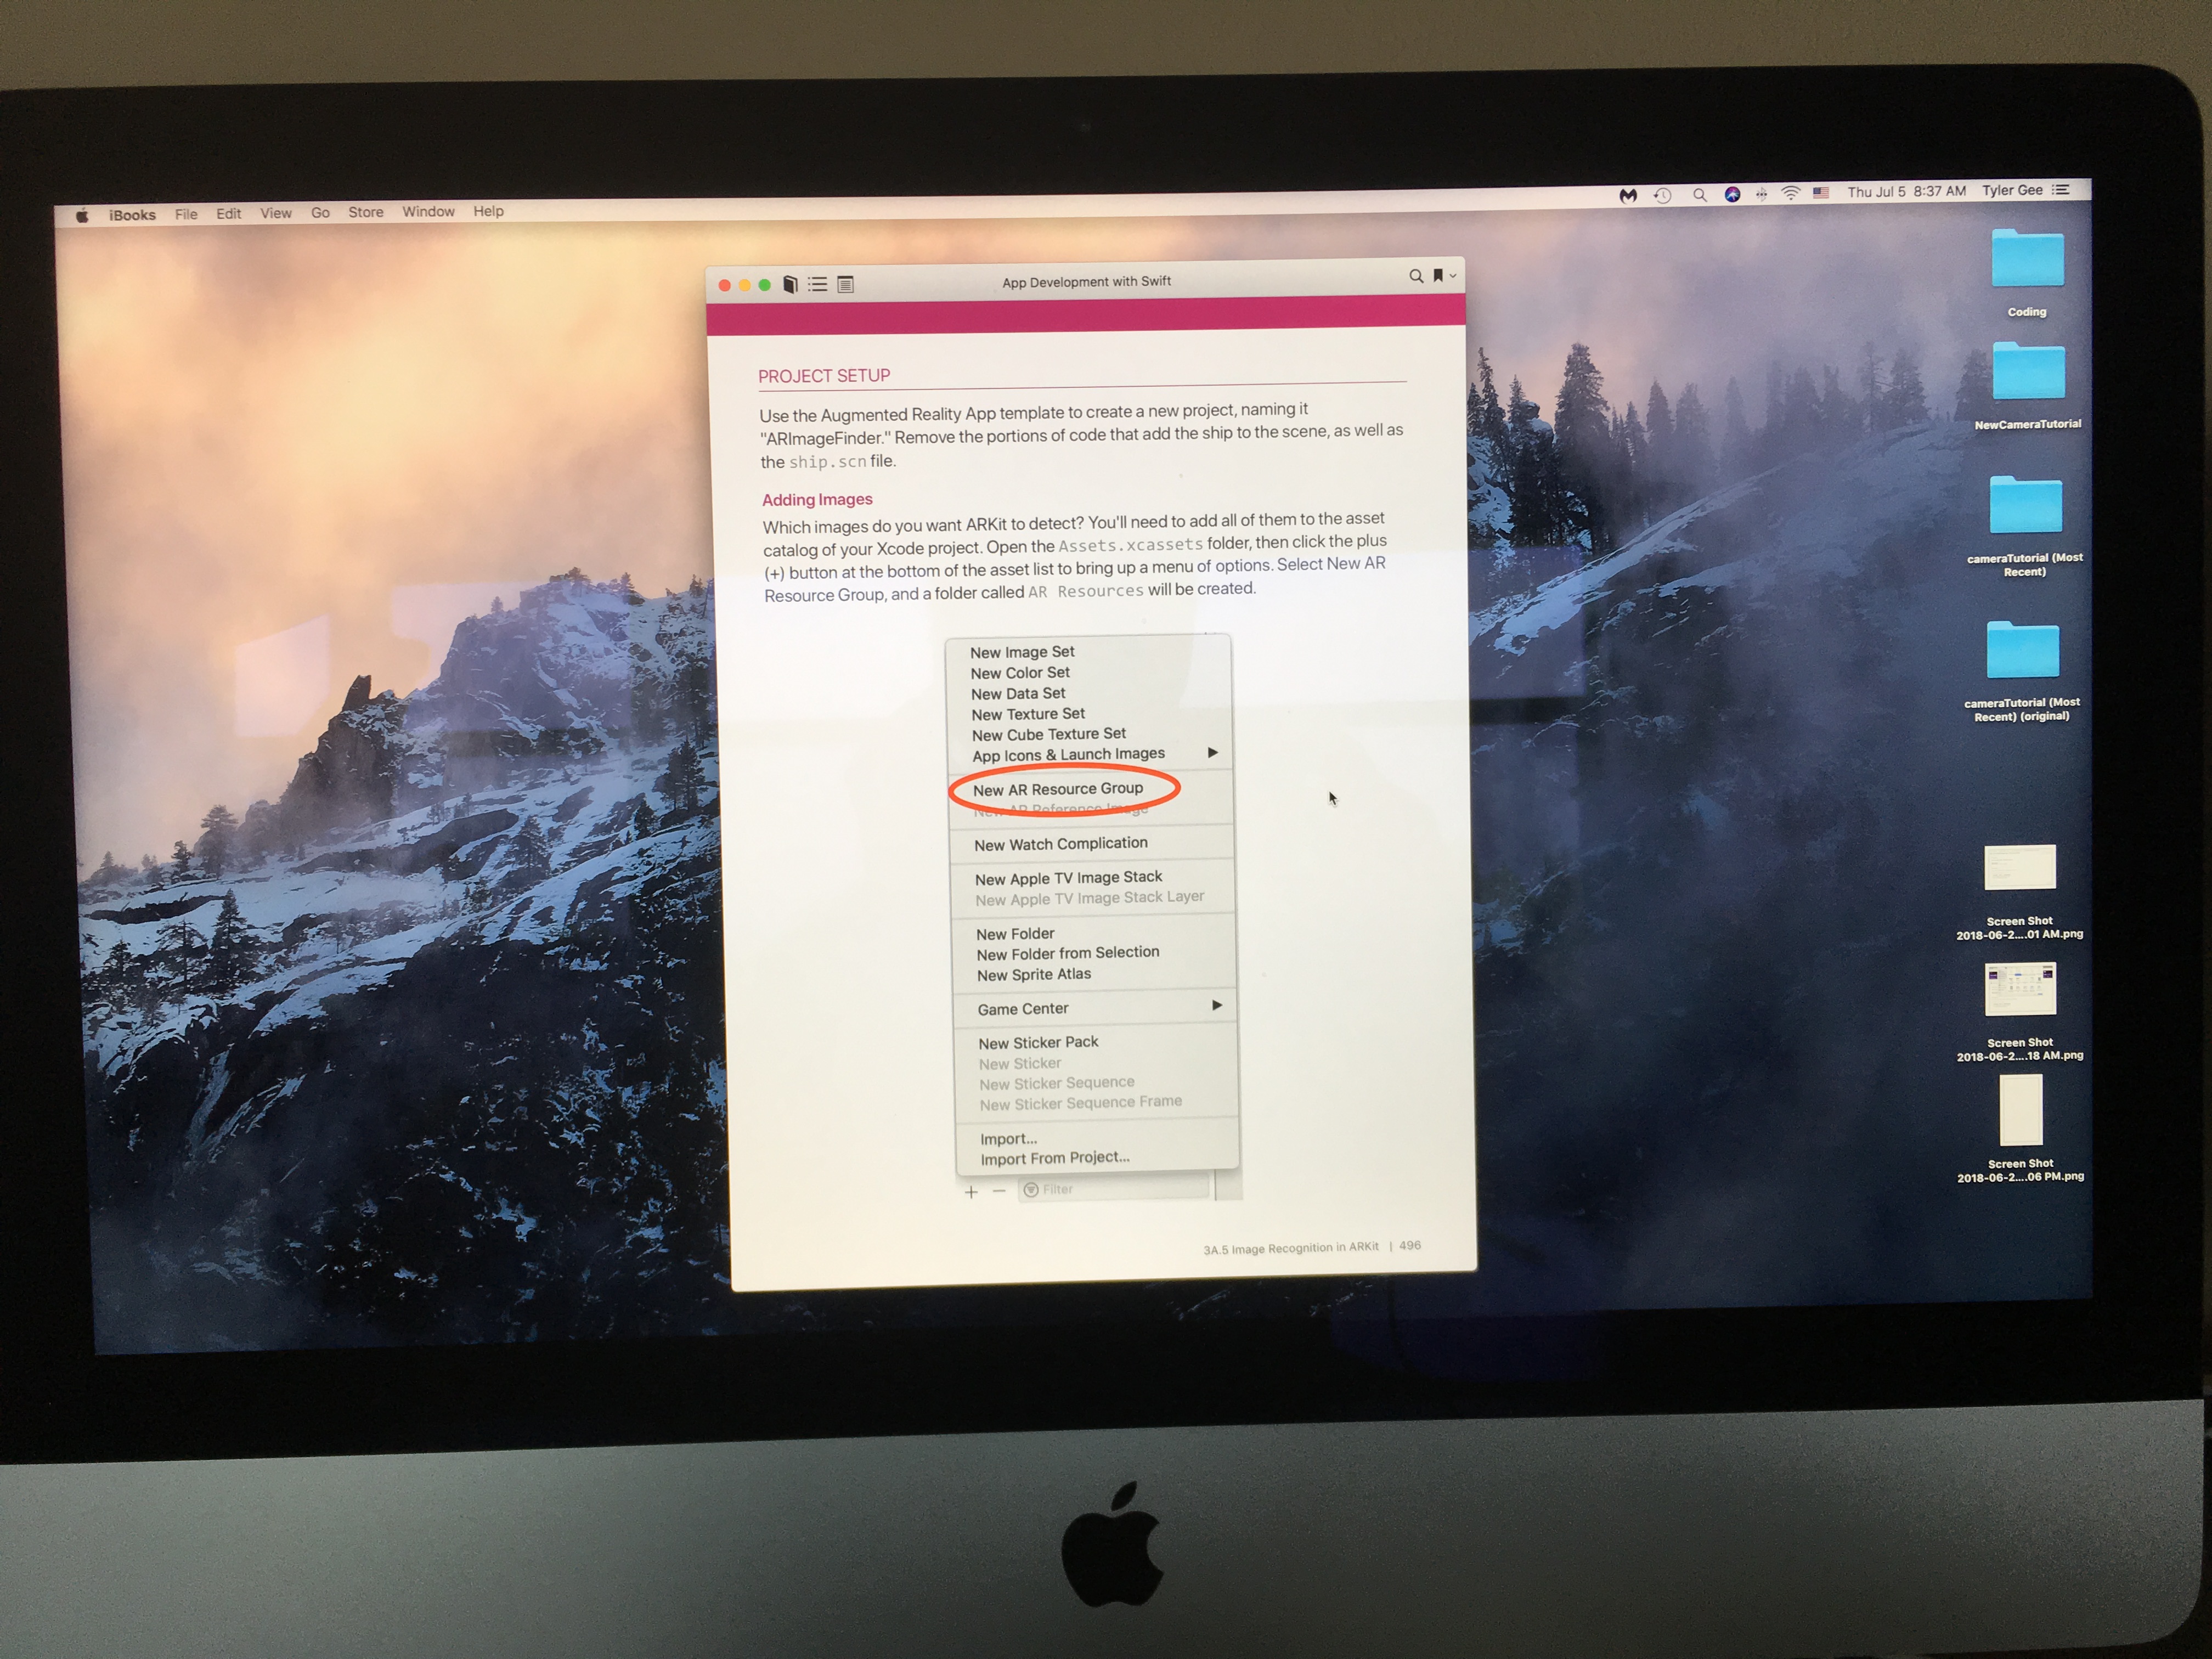 iBooks File Edit View Go Store Window Help
Thu Jul 5 8:37 AM Tyler Gee
App Development with Swift
PROJECT SETUP
Use the Augmented Reality App template to create a new project, naming it
"ARImageFinder." Remove the portions of code that add the ship to the scene, as well as
the ship.scn file.
Adding Images
Which images do you want ARKit to detect? You'll need to add all of them to the asset
catalog of your Xcode project. Open the Assets.xcassets folder, then click the plus
(+) button at the bottom of the asset list to bring up a menu of options. Select New AR
Resource Group, and a folder called AR Resources will be created.
New Image Set
New Color Set
New Data Set
New Texture Set
New Cube Texture Set
App Icons & Launch Images
New AR Resource Group
New AR Reference Image
New Watch Complication
New Apple TV Image Stack
New Apple TV Image Stack Layer
New Folder
New Folder from Selection
New Sprite Atlas
Game Center
New Sticker Pack
New Sticker
New Sticker Sequence
New Sticker Sequence Frame
Import...
Import From Project...
+ − Filter
3A.5 Image Recognition in ARKit | 496
Coding
NewCameraTutorial
cameraTutorial (Most
Recent)
cameraTutorial (Most
Recent) (original)
Screen Shot
2018-06-2....01 AM.png
Screen Shot
2018-06-2....18 AM.png
Screen Shot
2018-06-2....06 PM.png